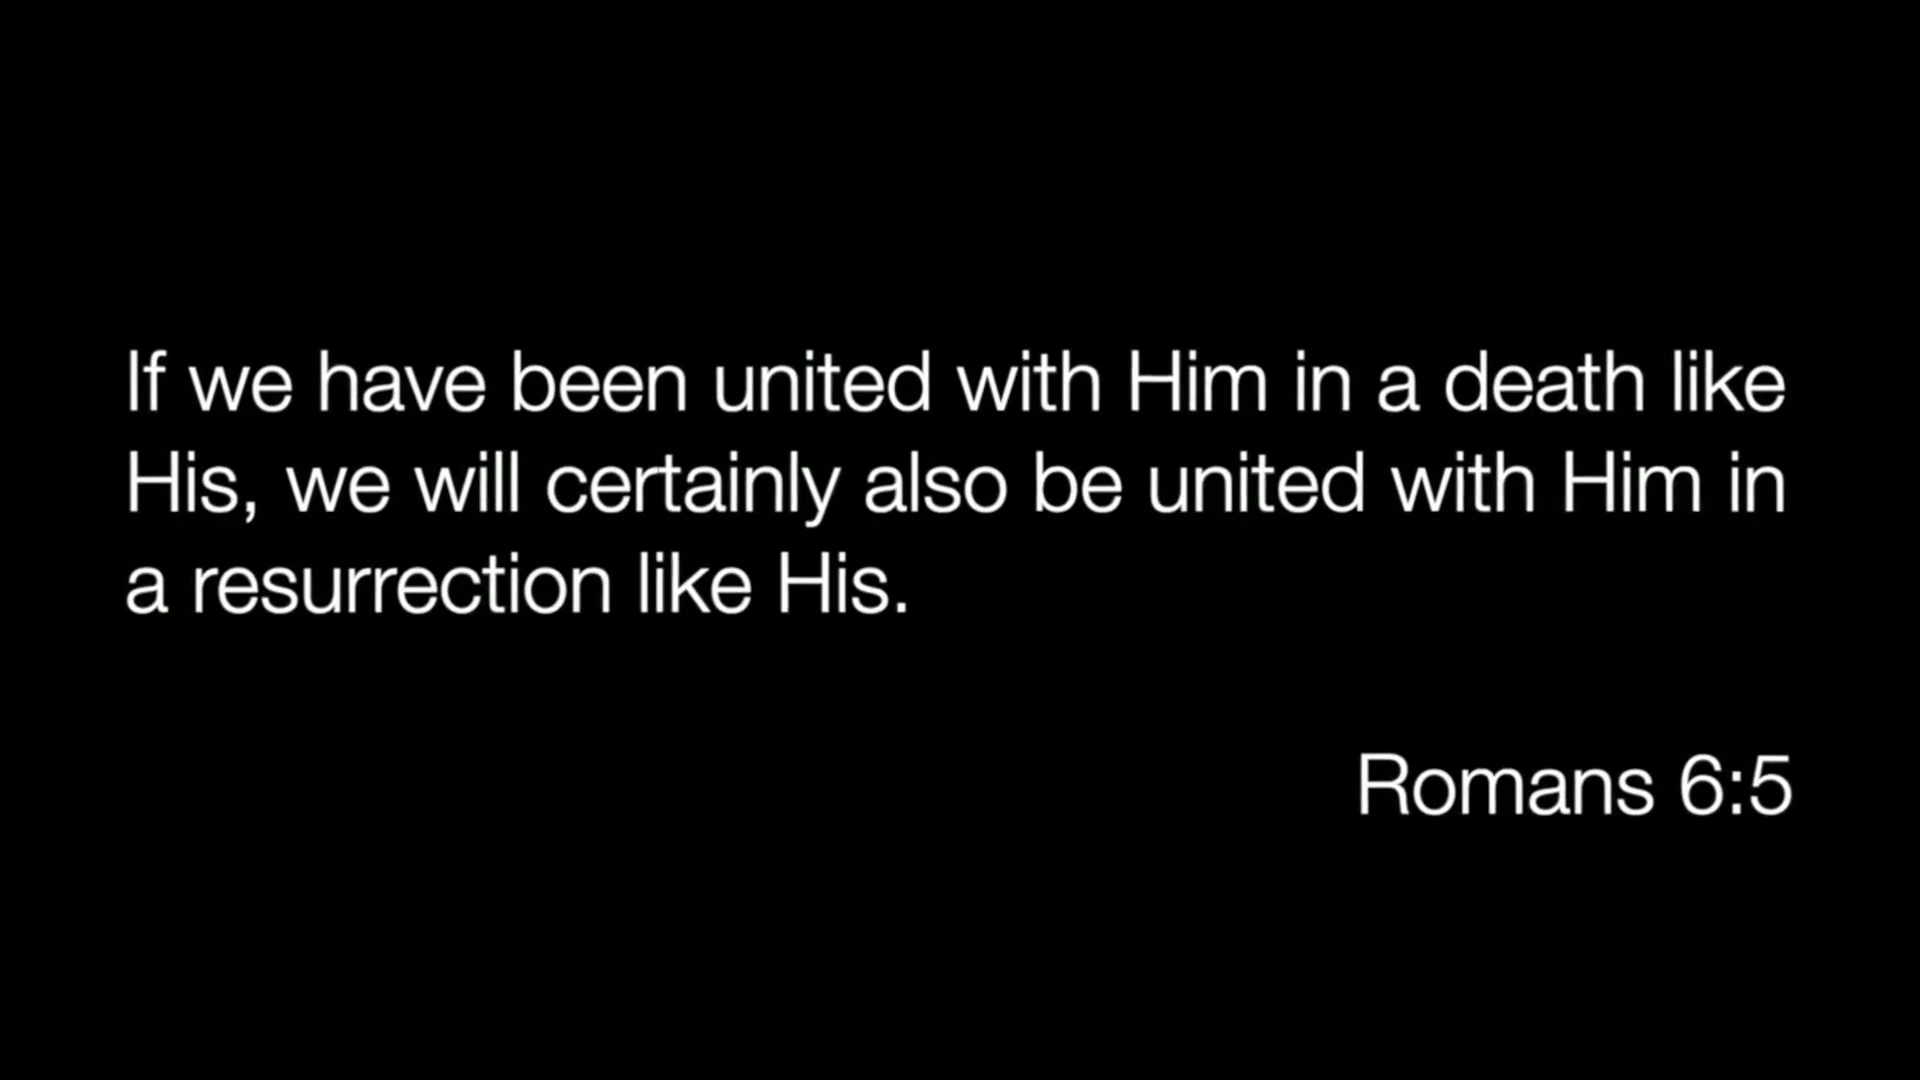 If we have been united with Him in a death like
His, we will certainly also be united with Him in
a resurrection like His.
Romans 6:5